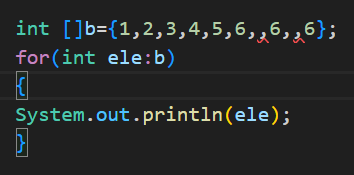 int []b={1,2,3,4,5,6,,6,,6};
for(int ele:b)
{
System.out.println(ele);
}